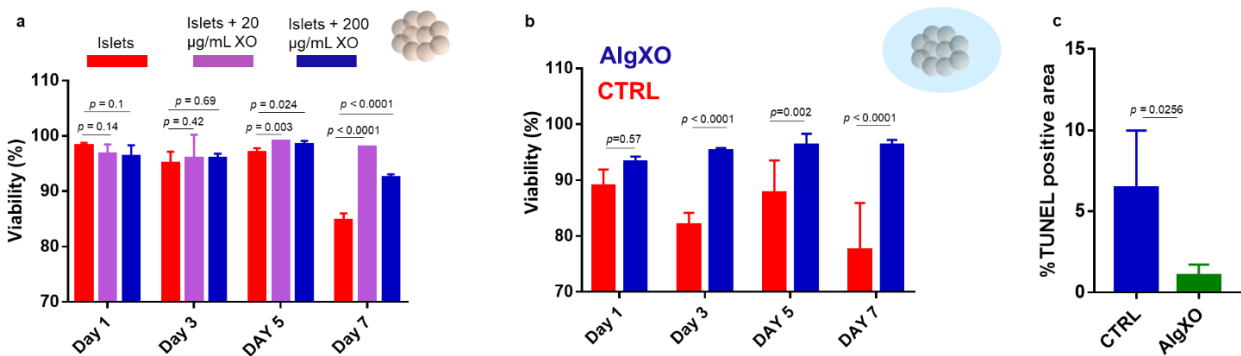 a
Islets
Islets + 20
µg/mL XO
Islets + 200
µg/mL XO
Viability (%)
110
100
90
80
70
p = 0.1
p = 0.14
p = 0.69
p = 0.42
p = 0.024
p = 0.003
p < 0.0001
p < 0.0001
Day 1
Day 3
DAY 5
Day 7
b
AlgXO
CTRL
Viability (%)
110
100
90
80
70
p=0.57
p < 0.0001
p=0.002
p < 0.0001
Day 1
Day 3
DAY 5
Day 7
c
% TUNEL positive area
15
10
5
0
p = 0.0256
CTRL
AlgXO